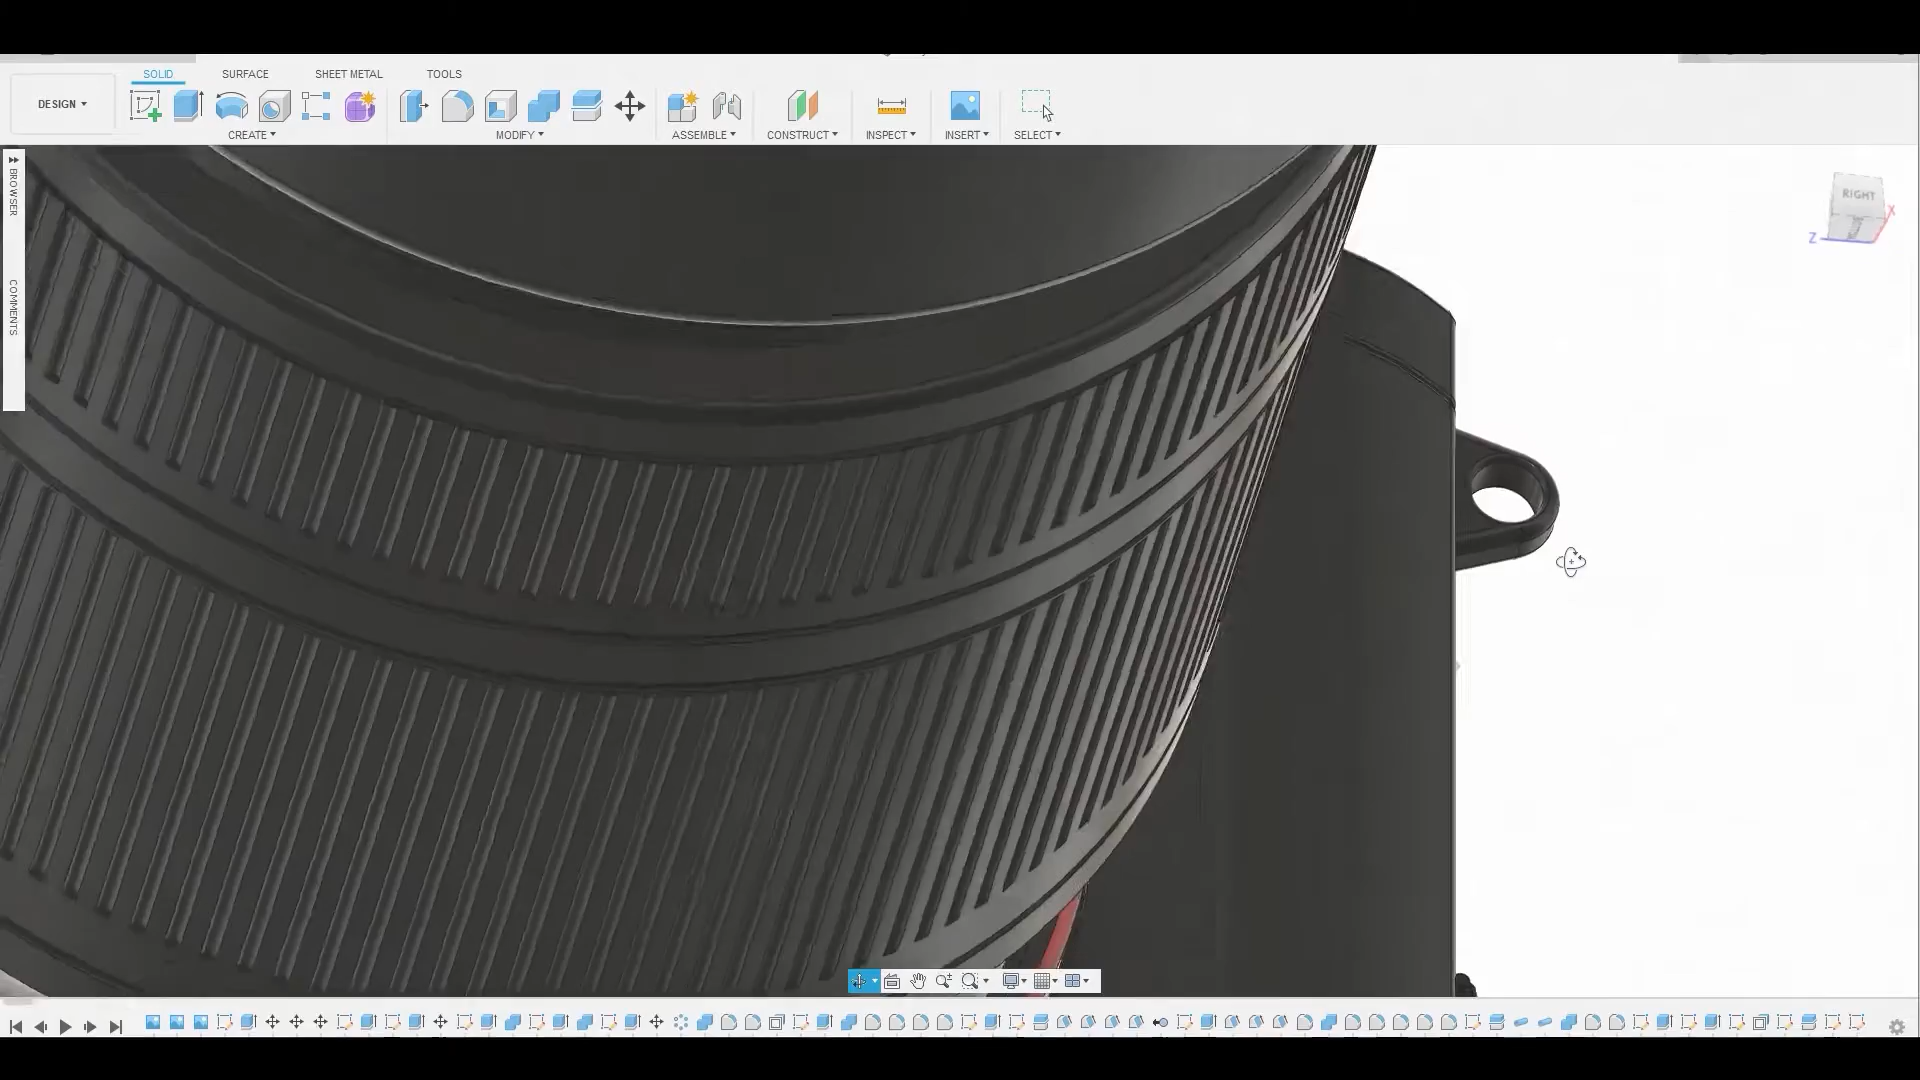 SOLID SURFACE SHEET METAL TOOLS
DESIGN
CREATE MODIFY ASSEMBLE CONSTRUCT INSPECT INSERT SELECT
BROWSER
COMMENTS
RIGHT
X
Z